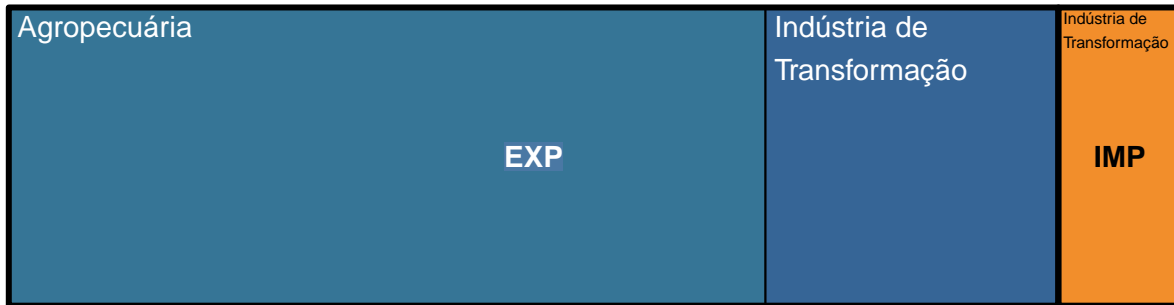 Agropecuária
Indústria de
Transformação
Indústria de
Transformação
EXP
IMP